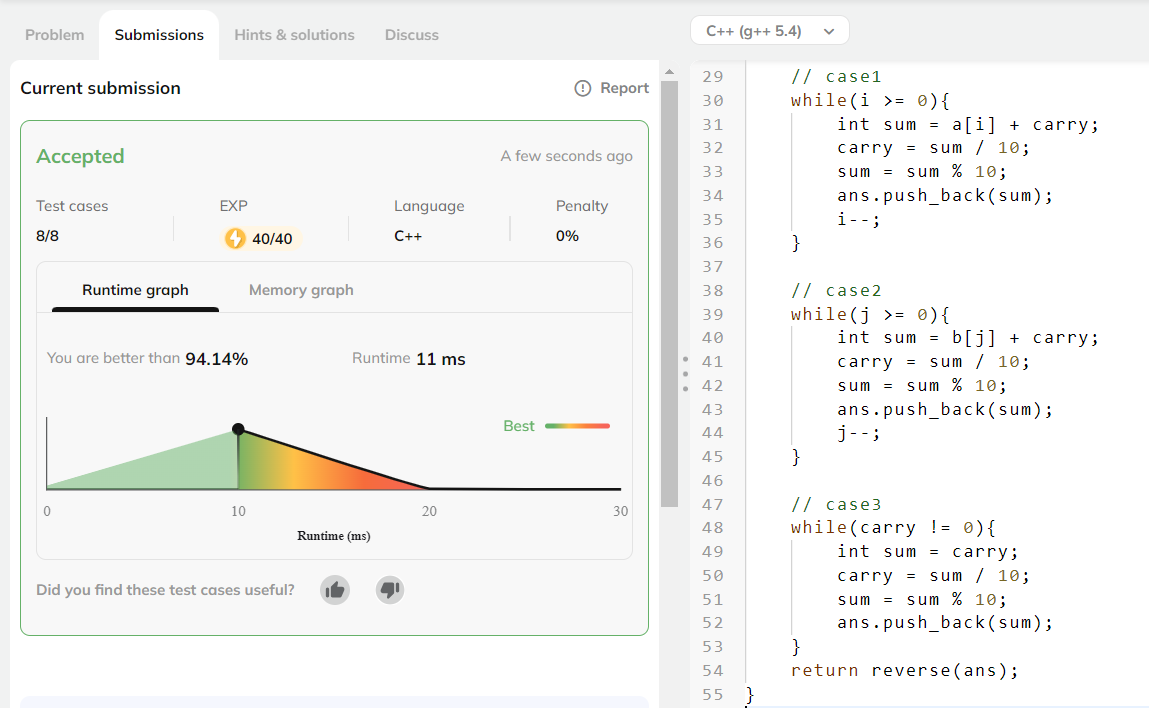 Problem
Submissions
Hints & solutions
Discuss
Current submission
Report
Accepted
A few seconds ago
Test cases
EXP
Language
Penalty
8/8
40/40
C++
0%
Runtime graph
Memory graph
You are better than 94.14%
Runtime 11 ms
Best
0 10 20 30
Runtime (ms)
Did you find these test cases useful?
C++ (g++ 5.4)
29 // case1
30 while(i >= 0){
31 int sum = a[i] + carry;
32 carry = sum / 10;
33 sum = sum % 10;
34 ans.push_back(sum);
35 i--;
36 }
37
38 // case2
39 while(j >= 0){
40 int sum = b[j] + carry;
41 carry = sum / 10;
42 sum = sum % 10;
43 ans.push_back(sum);
44 j--;
45 }
46
47 // case3
48 while(carry != 0){
49 int sum = carry;
50 carry = sum / 10;
51 sum = sum % 10;
52 ans.push_back(sum);
53 }
54 return reverse(ans);
55 }